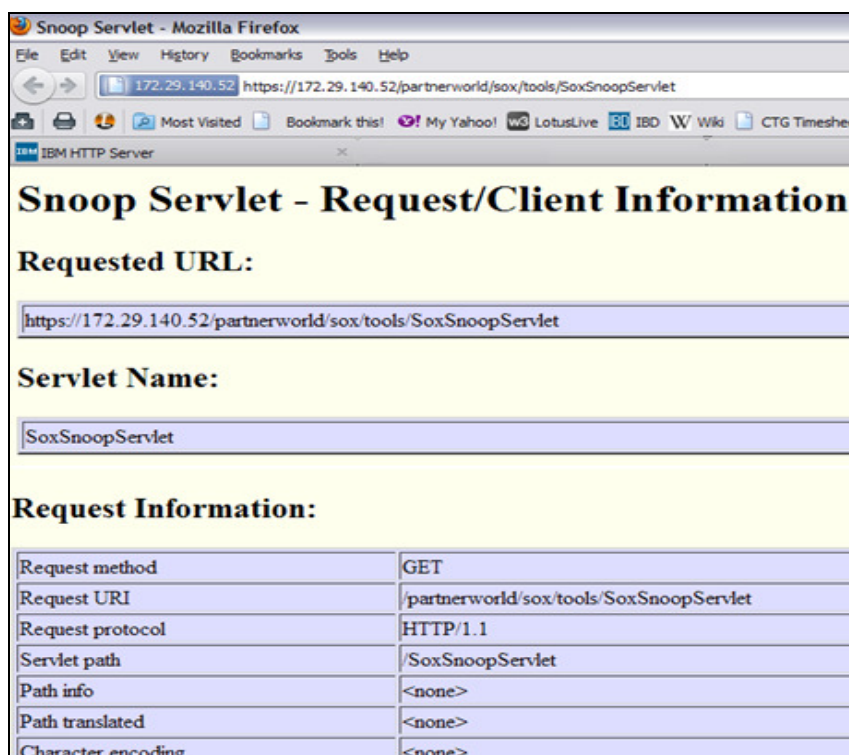 Snoop Servlet - Mozilla Firefox
File Edit View History Bookmarks Tools Help
172.29.140.52 https://172.29.140.52/partnerworld/sox/tools/SoxSnoopServlet
Most Visited Bookmark this! My Yahoo! LotusLive IBD Wiki CTG Timeshe
IBM IBM HTTP Server
Snoop Servlet - Request/Client Information
Requested URL:
https://172.29.140.52/partnerworld/sox/tools/SoxSnoopServlet
Servlet Name:
SoxSnoopServlet
Request Information:
Request method GET
Request URI /partnerworld/sox/tools/SoxSnoopServlet
Request protocol HTTP/1.1
Servlet path /SoxSnoopServlet
Path info <none>
Path translated <none>
Character encoding <none>